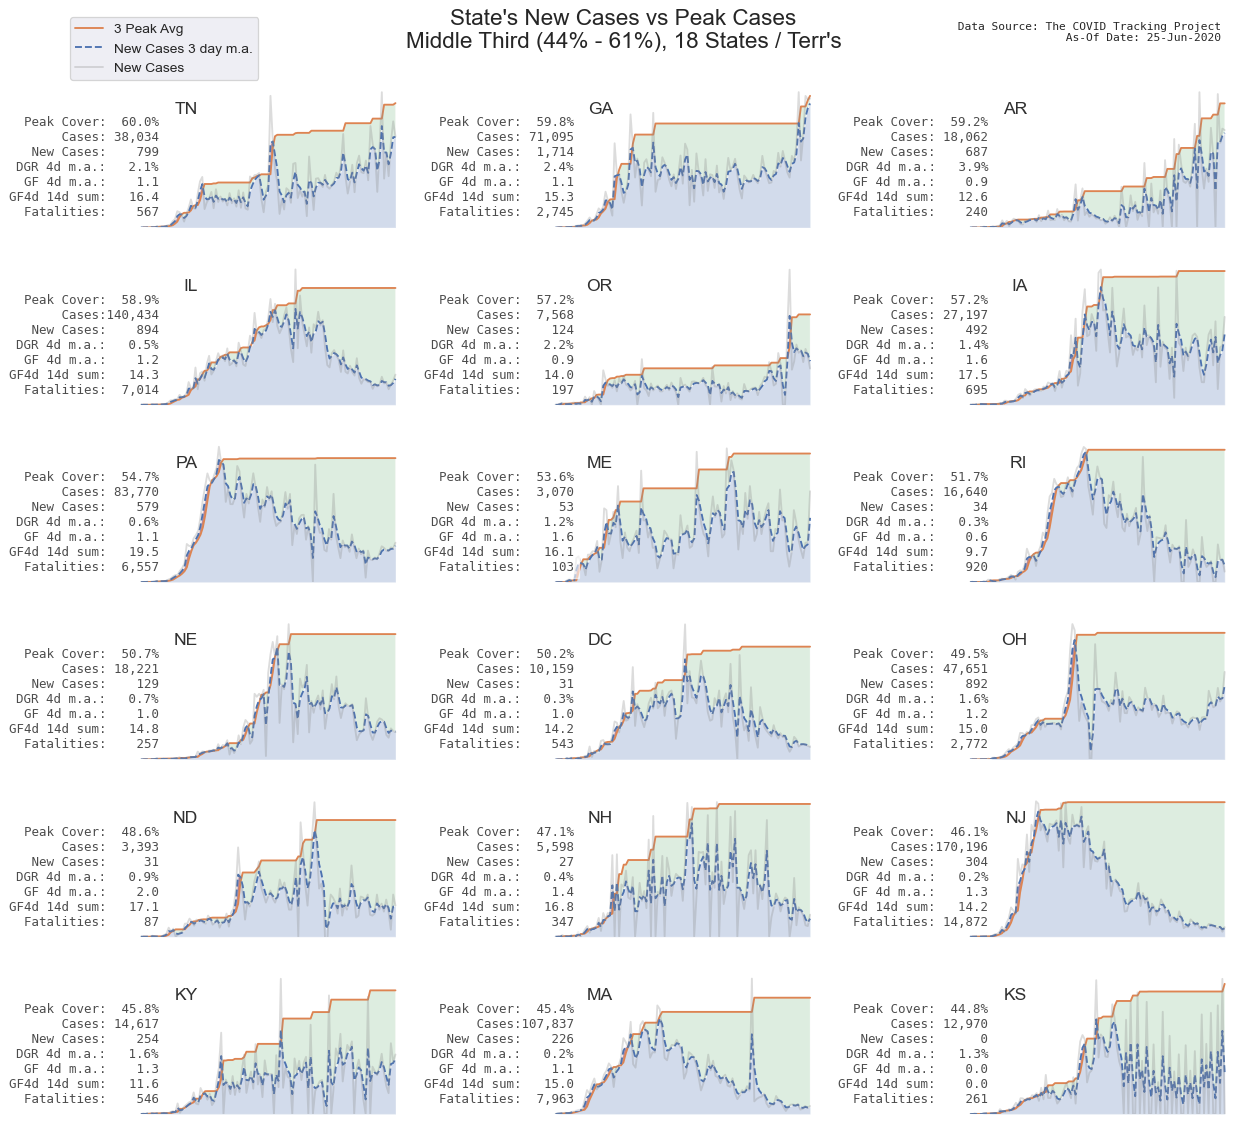 State's New Cases vs Peak Cases
Middle Third (44% - 61%), 18 States / Terr's
3 Peak Avg
New Cases 3 day m.a.
New Cases
Data Source: The COVID Tracking Project
As-Of Date: 25-Jun-2020
TN
Peak Cover: 60.0%
Cases: 38,034
New Cases: 799
DGR 4d m.a.: 2.1%
GF 4d m.a.: 1.1
GF4d 14d sum: 16.4
Fatalities: 567
GA
Peak Cover: 59.8%
Cases: 71,095
New Cases: 1,714
DGR 4d m.a.: 2.4%
GF 4d m.a.: 1.1
GF4d 14d sum: 15.3
Fatalities: 2,745
AR
Peak Cover: 59.2%
Cases: 18,062
New Cases: 687
DGR 4d m.a.: 3.9%
GF 4d m.a.: 0.9
GF4d 14d sum: 12.6
Fatalities: 240
IL
Peak Cover: 58.9%
Cases:140,434
New Cases: 894
DGR 4d m.a.: 0.5%
GF 4d m.a.: 1.2
GF4d 14d sum: 14.3
Fatalities: 7,014
OR
Peak Cover: 57.2%
Cases: 7,568
New Cases: 124
DGR 4d m.a.: 2.2%
GF 4d m.a.: 0.9
GF4d 14d sum: 14.0
Fatalities: 197
IA
Peak Cover: 57.2%
Cases: 27,197
New Cases: 492
DGR 4d m.a.: 1.4%
GF 4d m.a.: 1.6
GF4d 14d sum: 17.5
Fatalities: 695
PA
Peak Cover: 54.7%
Cases: 83,770
New Cases: 579
DGR 4d m.a.: 0.6%
GF 4d m.a.: 1.1
GF4d 14d sum: 19.5
Fatalities: 6,557
ME
Peak Cover: 53.6%
Cases: 3,070
New Cases: 53
DGR 4d m.a.: 1.2%
GF 4d m.a.: 1.6
GF4d 14d sum: 16.1
Fatalities: 103
RI
Peak Cover: 51.7%
Cases: 16,640
New Cases: 34
DGR 4d m.a.: 0.3%
GF 4d m.a.: 0.6
GF4d 14d sum: 9.7
Fatalities: 920
NE
Peak Cover: 50.7%
Cases: 18,221
New Cases: 129
DGR 4d m.a.: 0.7%
GF 4d m.a.: 1.0
GF4d 14d sum: 14.8
Fatalities: 257
DC
Peak Cover: 50.2%
Cases: 10,159
New Cases: 31
DGR 4d m.a.: 0.3%
GF 4d m.a.: 1.0
GF4d 14d sum: 14.2
Fatalities: 543
OH
Peak Cover: 49.5%
Cases: 47,651
New Cases: 892
DGR 4d m.a.: 1.6%
GF 4d m.a.: 1.2
GF4d 14d sum: 15.0
Fatalities: 2,772
ND
Peak Cover: 48.6%
Cases: 3,393
New Cases: 31
DGR 4d m.a.: 0.9%
GF 4d m.a.: 2.0
GF4d 14d sum: 17.1
Fatalities: 87
NH
Peak Cover: 47.1%
Cases: 5,598
New Cases: 27
DGR 4d m.a.: 0.4%
GF 4d m.a.: 1.4
GF4d 14d sum: 16.8
Fatalities: 347
NJ
Peak Cover: 46.1%
Cases:170,196
New Cases: 304
DGR 4d m.a.: 0.2%
GF 4d m.a.: 1.3
GF4d 14d sum: 14.2
Fatalities: 14,872
KY
Peak Cover: 45.8%
Cases: 14,617
New Cases: 254
DGR 4d m.a.: 1.6%
GF 4d m.a.: 1.3
GF4d 14d sum: 11.6
Fatalities: 546
MA
Peak Cover: 45.4%
Cases:107,837
New Cases: 226
DGR 4d m.a.: 0.2%
GF 4d m.a.: 1.1
GF4d 14d sum: 15.0
Fatalities: 7,963
KS
Peak Cover: 44.8%
Cases: 12,970
New Cases: 0
DGR 4d m.a.: 1.3%
GF 4d m.a.: 0.0
GF4d 14d sum: 0.0
Fatalities: 261